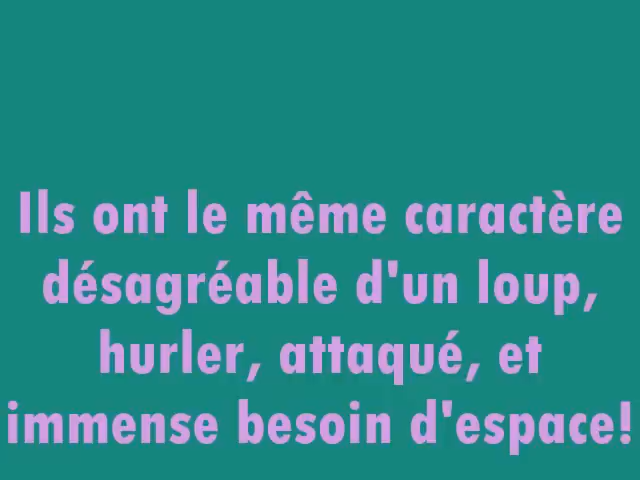 Ils ont le même caractère
désagréable d'un loup,
hurler, attaqué, et
immense besoin d'espace!